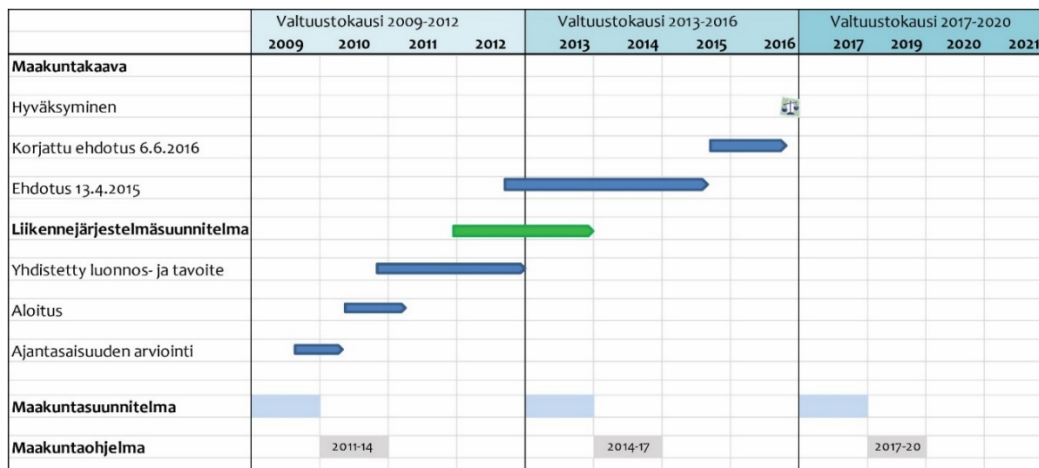 Valtuustokausi 2009-2012 Valtuustokausi 2013-2016 Valtuustokausi 2017-2020
2009 2010 2011 2012 2013 2014 2015 2016 2017 2019 2020 2021
Maakuntakaava
Hyväksyminen
Korjattu ehdotus 6.6.2016
Ehdotus 13.4.2015
Liikennejärjestelmäsuunnitelma
Yhdistetty luonnos- ja tavoite
Aloitus
Ajantasaisuuden arviointi
Maakuntasuunnitelma
Maakuntaohjelma 2011-14 2014-17 2017-20